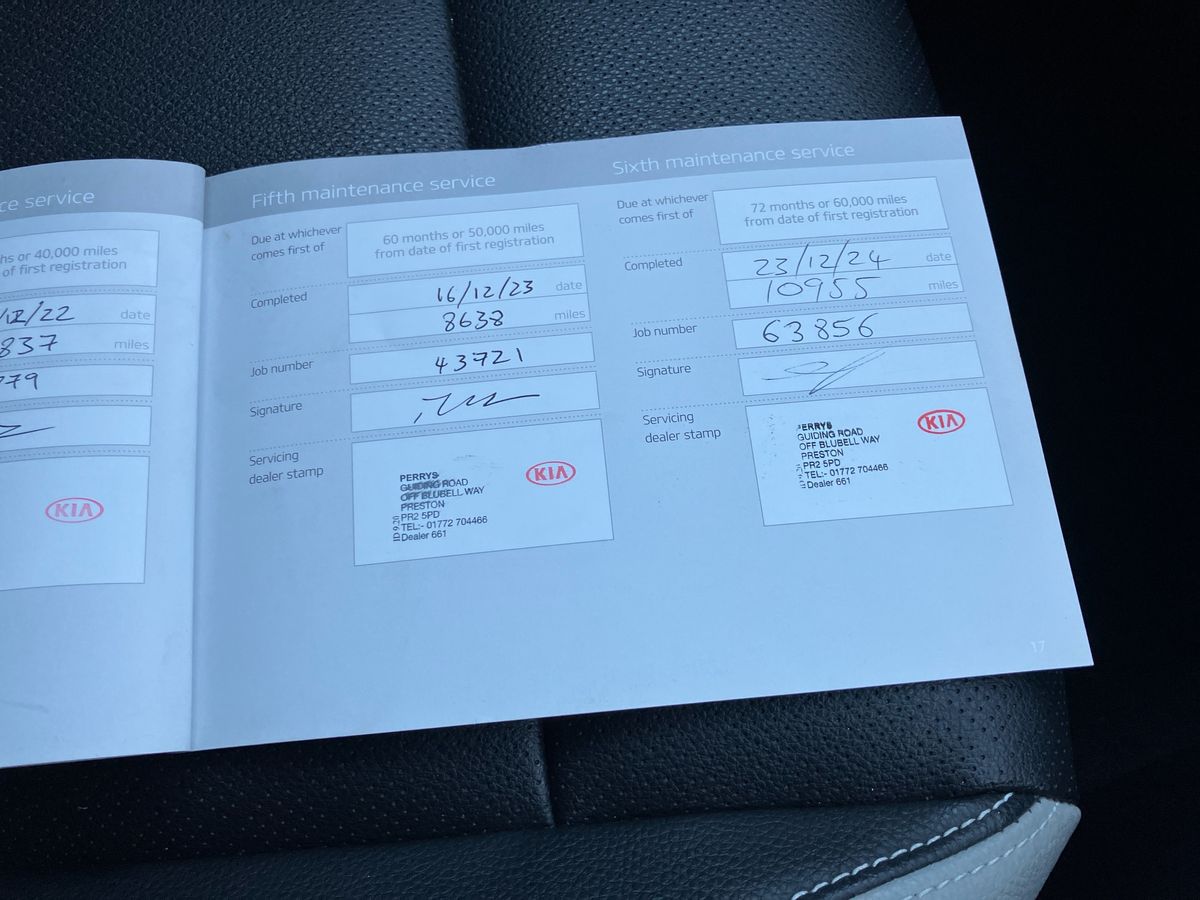 ce service
hs or 40,000 miles
of first registration
/12/22 date
837 miles
779
KIA
Fifth maintenance service
Due at whichever
comes first of
60 months or 50,000 miles
from date of first registration
Completed
16/12/23 date
8638 miles
Job number 43721
Signature
Servicing
dealer stamp
PERRYS
GUIDING ROAD
OFF BLUBELL WAY
PRESTON
PR2 5PD
TEL:- 01772 704466
Dealer 661
KIA
Sixth maintenance service
Due at whichever
comes first of
72 months or 60,000 miles
from date of first registration
Completed
23/12/24 date
10955 miles
Job number 63856
Signature
Servicing
dealer stamp
PERRYS
GUIDING ROAD
OFF BLUBELL WAY
PRESTON
PR2 5PD
TEL:- 01772 704466
Dealer 661
KIA
17